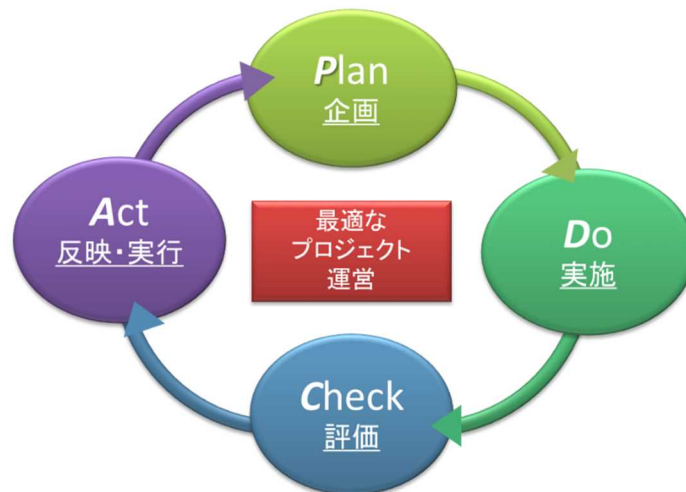 Plan
企画
Do
実施
Check
評価
Act
反映・実行
最適な
プロジェクト
運営